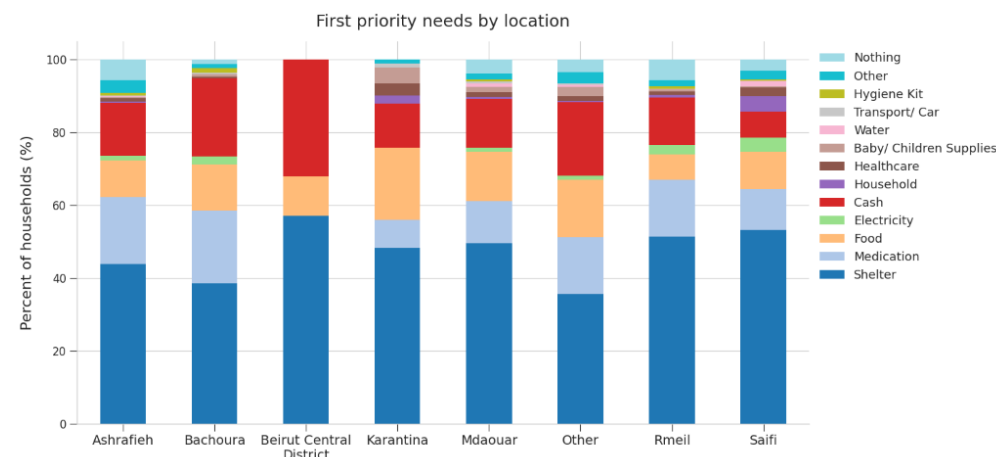 First priority needs by location
Percent of households (%)
100
80
60
40
20
0
Ashrafieh
Bachoura
Beirut Central
District
Karantina
Mdaouar
Other
Rmeil
Saifi
Nothing
Other
Hygiene Kit
Transport/ Car
Water
Baby/ Children Supplies
Healthcare
Household
Cash
Electricity
Food
Medication
Shelter